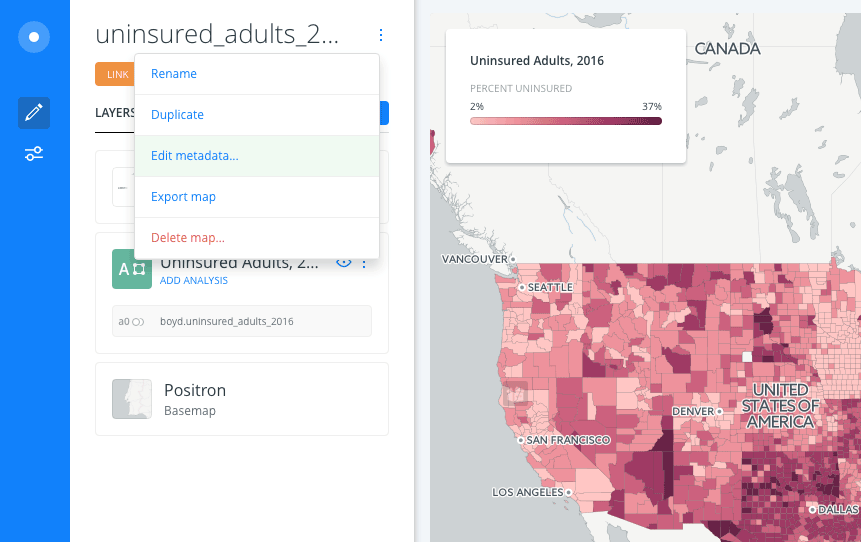 uninsured_adults_2...
LINK
Rename
LAYERS
Duplicate
Edit metadata...
Export map
Delete map...
A
Uninsured Adults, 2...
ADD ANALYSIS
a0
boyd.uninsured_adults_2016
Positron
Basemap
Uninsured Adults, 2016
PERCENT UNINSURED
2% 37%
CANADA
VANCOUVER
SEATTLE
UNITED
STATES OF
AMERICA
DENVER
SAN FRANCISCO
LOS ANGELES
DALLAS